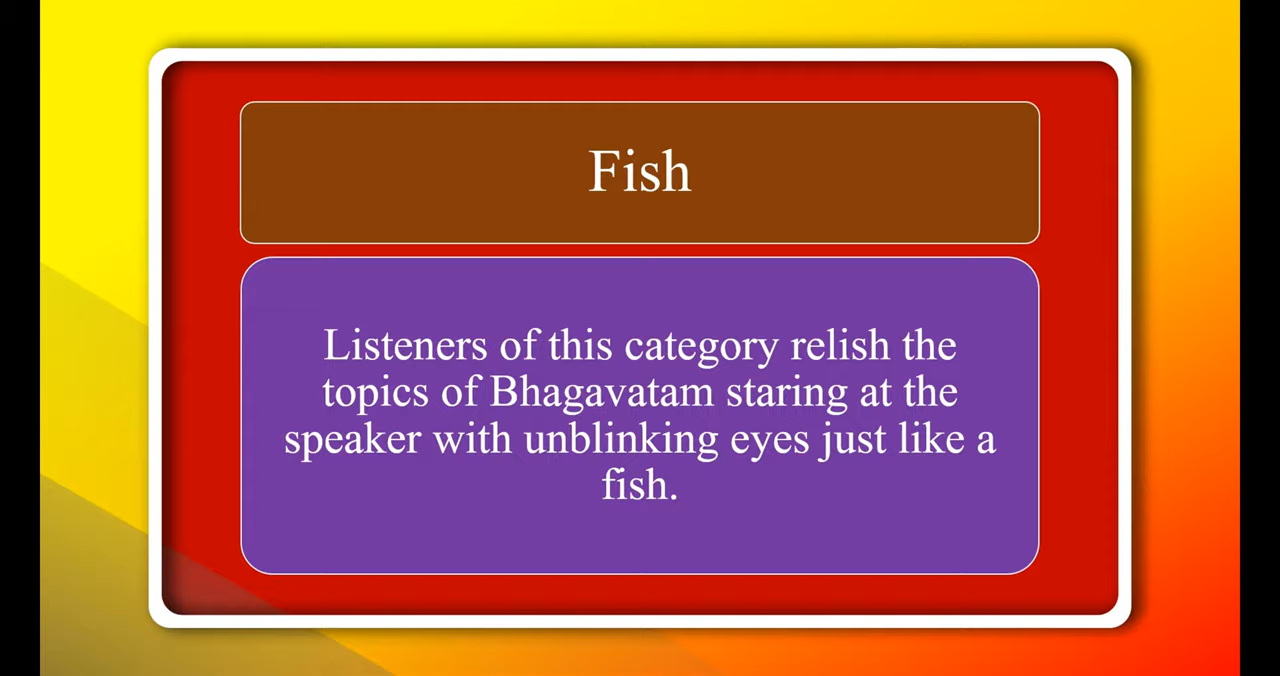 Fish
Listeners of this category relish the
topics of Bhagavatam staring at the
speaker with unblinking eyes just like a
fish.